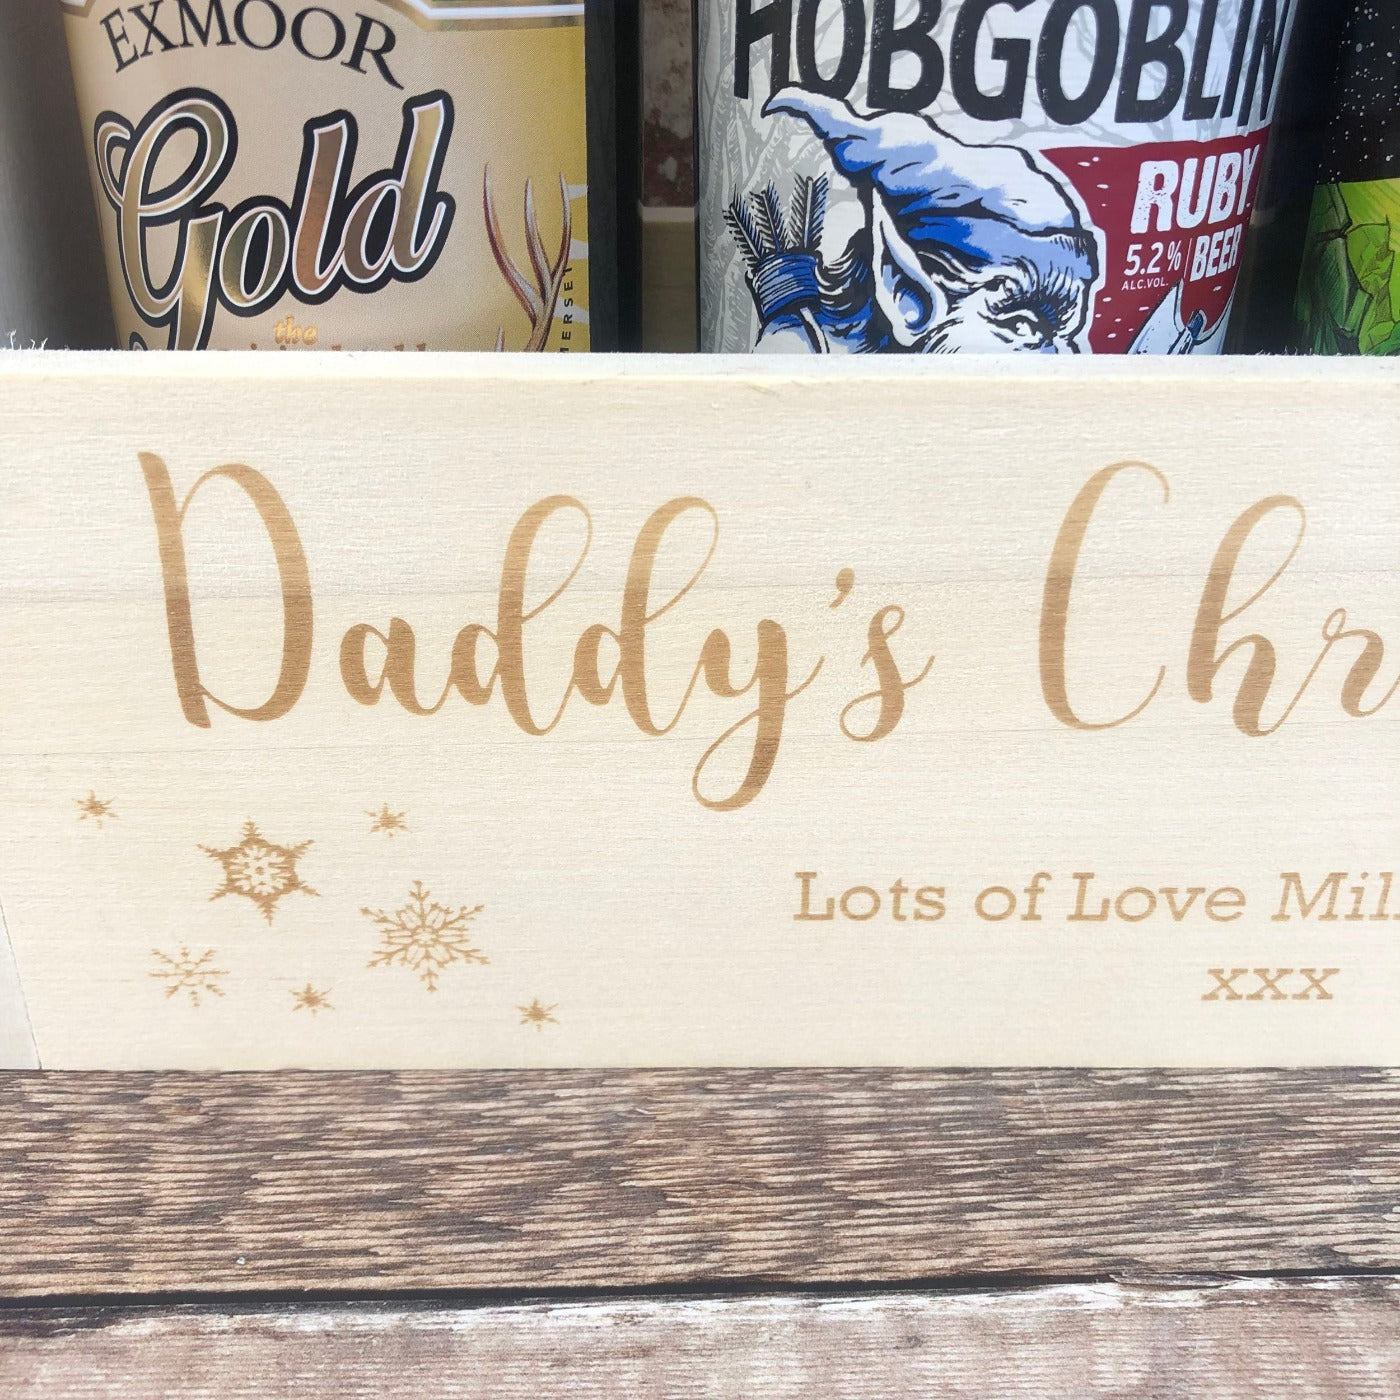 EXMOOR
Gold
the
HOBGOBLIN
RUBY
5.2% BEER
ALC.VOL.
Daddy's Chr
Lots of Love Mil
xxx